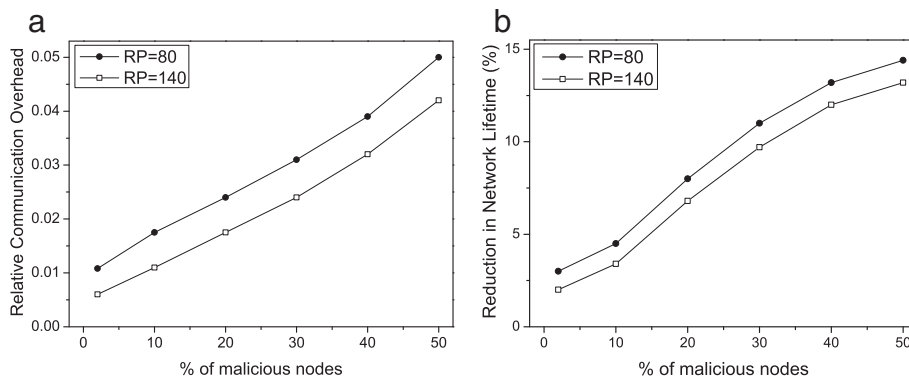 a
RP=80
RP=140
Relative Communication Overhead
0.05
0.04
0.03
0.02
0.01
0.00
0 10 20 30 40 50
% of malicious nodes
b
RP=80
RP=140
Reduction in Network Lifetime (%)
15
10
5
0
0 10 20 30 40 50
% of malicious nodes